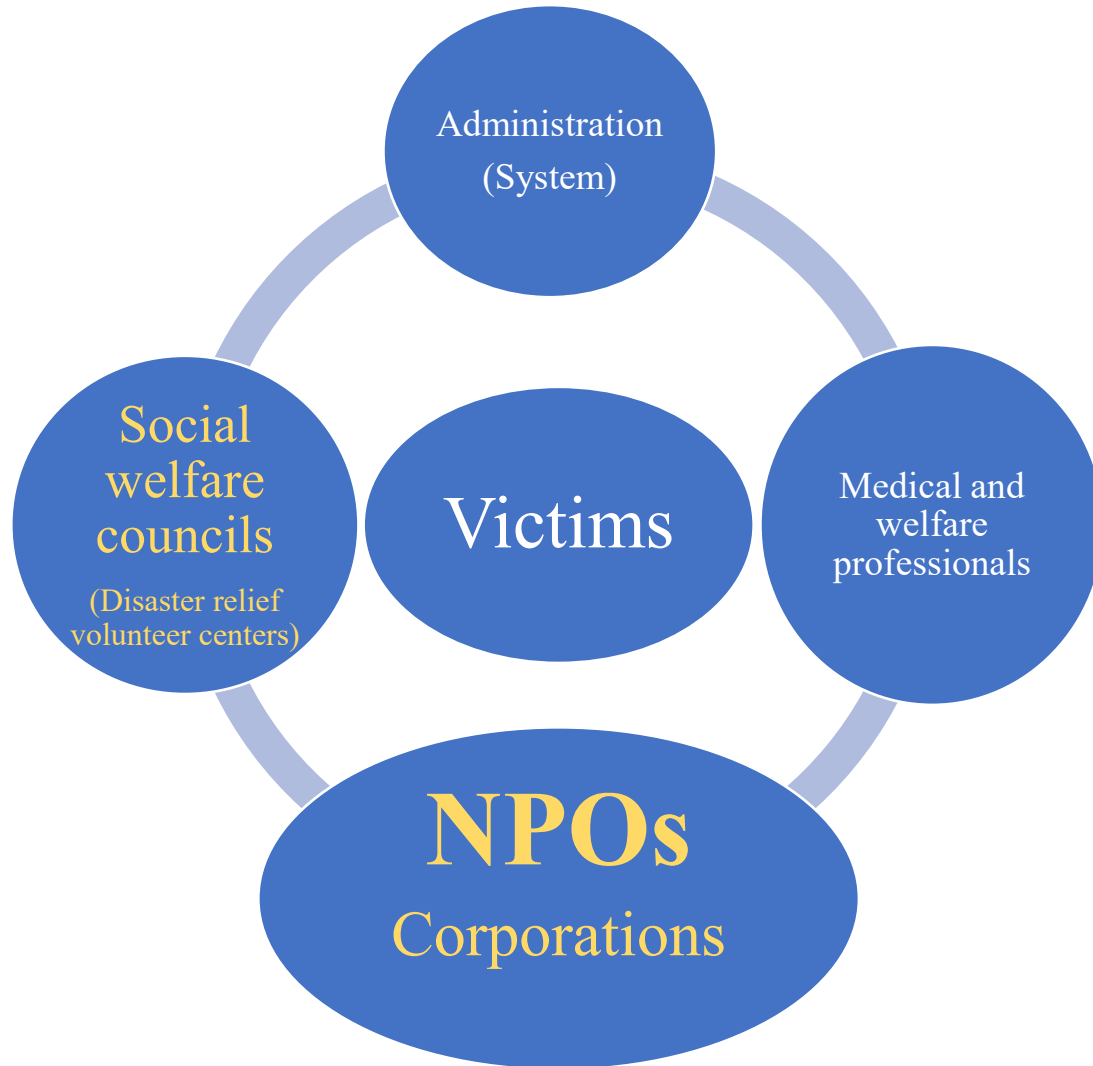 Administration
(System)
Social
welfare
councils
(Disaster relief
volunteer centers)
Victims
Medical and
welfare
professionals
NPOs
Corporations